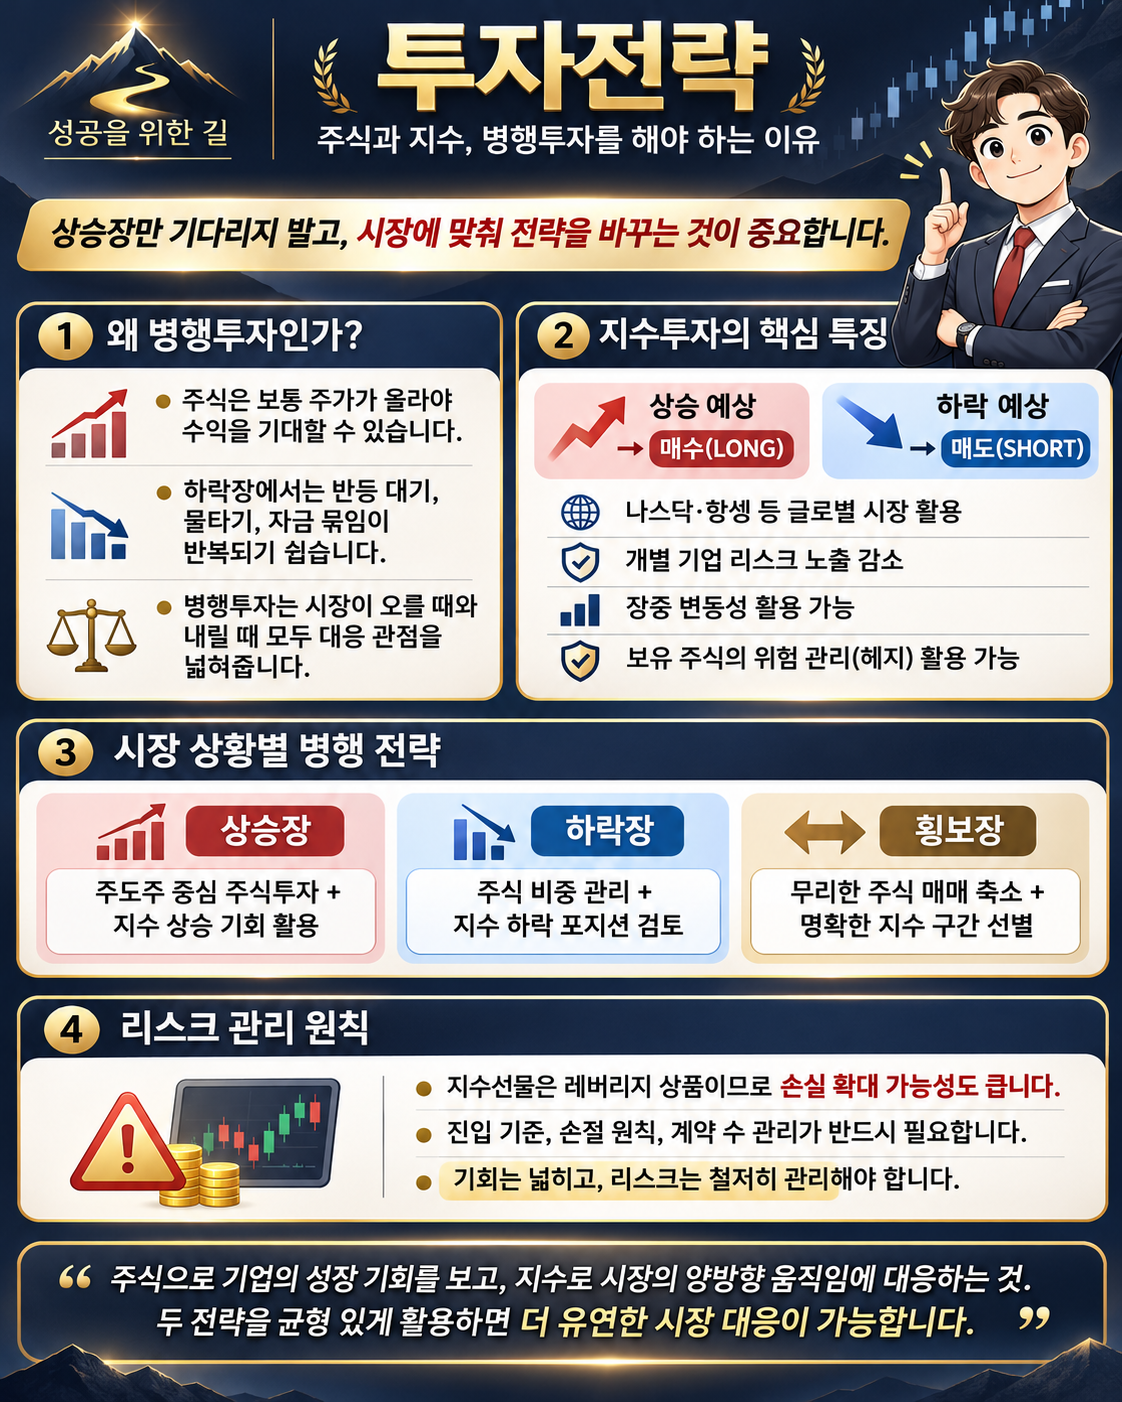 성공을 위한 길
투자전략
주식과 지수, 병행투자를 해야 하는 이유
상승장만 기다리지 발고, 시장에 맞춰 전략을 바꾸는 것이 중요합니다.
1 왜 병행투자인가?
주식은 보통 주가가 올라야
수익을 기대할 수 있습니다.
하락장에서는 반등 대기,
물타기, 자금 묶임이
반복되기 쉽습니다.
병행투자는 시장이 오를 때와
내릴 때 모두 대응 관점을
넓혀줍니다.
2 지수투자의 핵심 특징
상승 예상
매수(LONG)
하락 예상
매도(SHORT)
나스닥·항셍 등 글로벌 시장 활용
개별 기업 리스크 노출 감소
장중 변동성 활용 가능
보유 주식의 위험 관리(헤지) 활용 가능
3 시장 상황별 병행 전략
상승장
주도주 중심 주식투자 +
지수 상승 기회 활용
하락장
주식 비중 관리 +
지수 하락 포지션 검토
횡보장
무리한 주식 매매 축소 +
명확한 지수 구간 선별
4 리스크 관리 원칙
지수선물은 레버리지 상품이므로 손실 확대 가능성도 큽니다.
진입 기준, 손절 원칙, 계약 수 관리가 반드시 필요합니다.
기회는 넓히고, 리스크는 철저히 관리해야 합니다.
“ 주식으로 기업의 성장 기회를 보고, 지수로 시장의 양방향 움직임에 대응하는 것.
두 전략을 균형 있게 활용하면 더 유연한 시장 대응이 가능합니다. ”